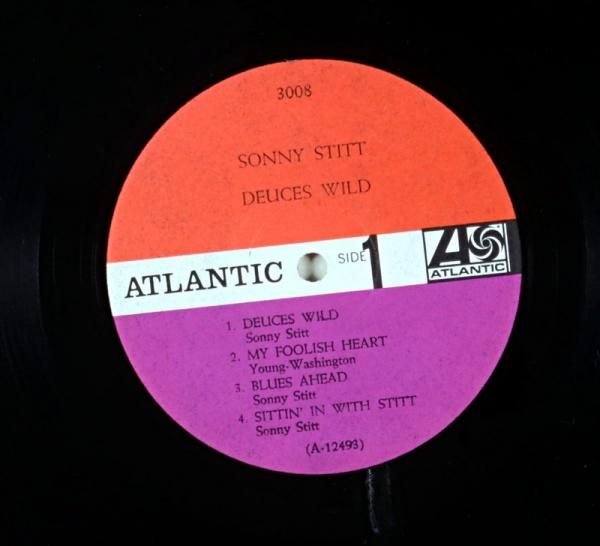 3008
SONNY STITT
DEUCES WILD
ATLANTIC SIDE 1 ATLANTIC
1. DEUCES WILD
Sonny Stitt
2. MY FOOLISH HEART
Young-Washington
3. BLUES AHEAD
Sonny Stitt
4. SITTIN' IN WITH STITT
Sonny Stitt
(A-12493)